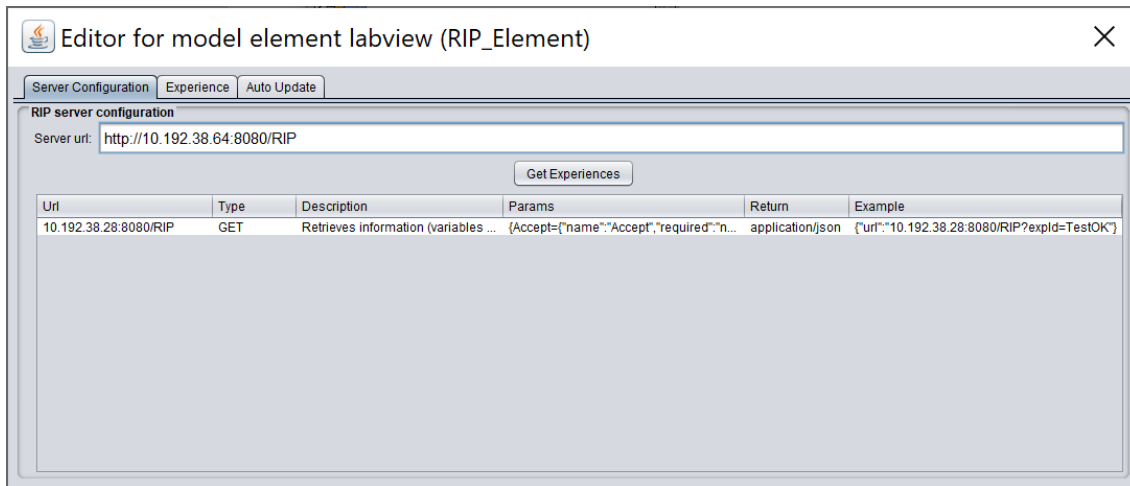 Editor for model element labview (RIP_Element)
Server Configuration Experience Auto Update
RIP server configuration
Server url: http://10.192.38.64:8080/RIP
Get Experiences
Url Type Description Params Return Example
10.192.38.28:8080/RIP GET Retrieves information (variables ... {Accept={"name":"Accept","required":"n... application/json {"url":"10.192.38.28:8080/RIP?expId=TestOK"}